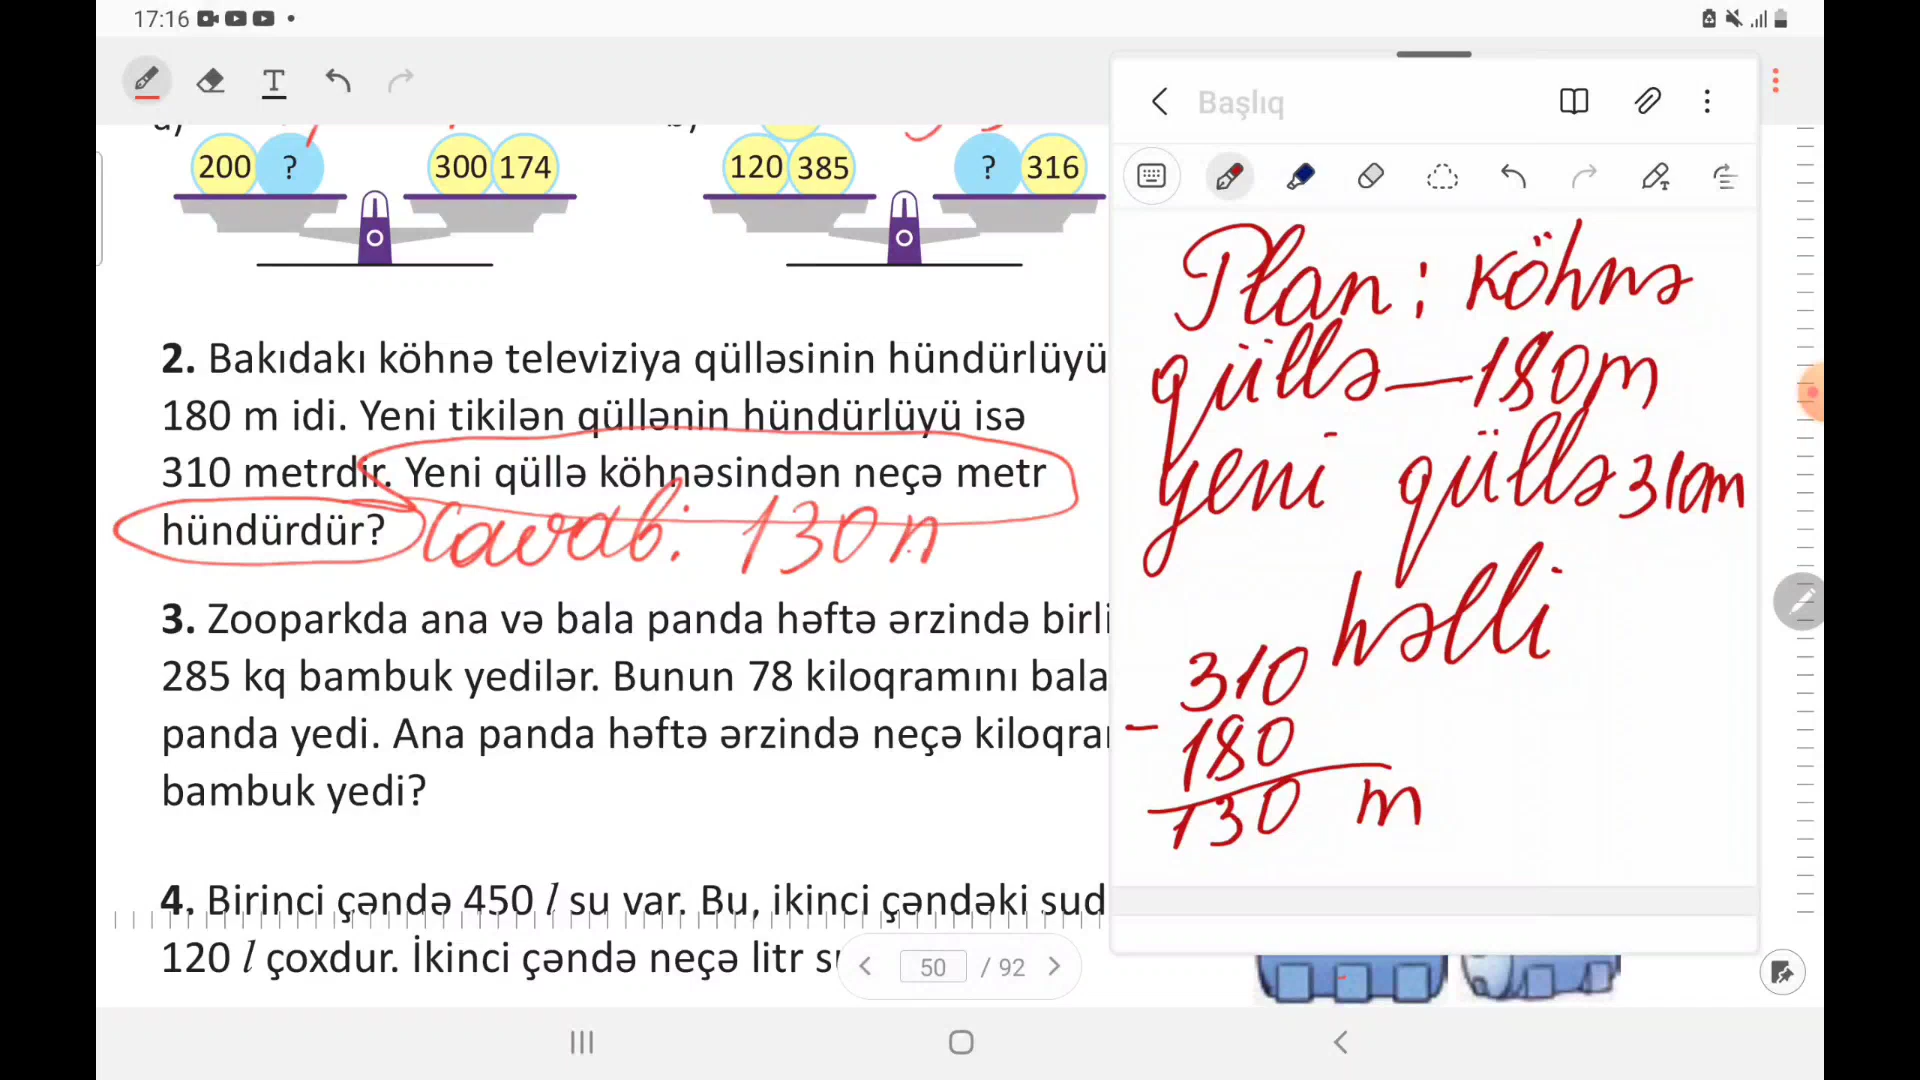 17:16
Başlıq
200 ? 300 174
120 385 ? 316
2. Bakıdakı köhnə televiziya qülləsinin hündürlüyü
180 m idi. Yeni tikilən qüllənin hündürlüyü isə
310 metrdir. Yeni qüllə köhnəsindən neçə metr
hündürdür?
Cavab: 130 n
3. Zooparkda ana və bala panda həftə ərzində birli
285 kq bambuk yedilər. Bunun 78 kiloqramını bala
panda yedi. Ana panda həftə ərzində neçə kiloqra
bambuk yedi?
4. Birinci çəndə 450 l su var. Bu, ikinci çəndəki sud
120 l çoxdur. İkinci çəndə neçə litr s
50 / 92
Plan: köhnə
qüllə — 180m
yeni qüllə 310m
həlli
310
- 180
130 m